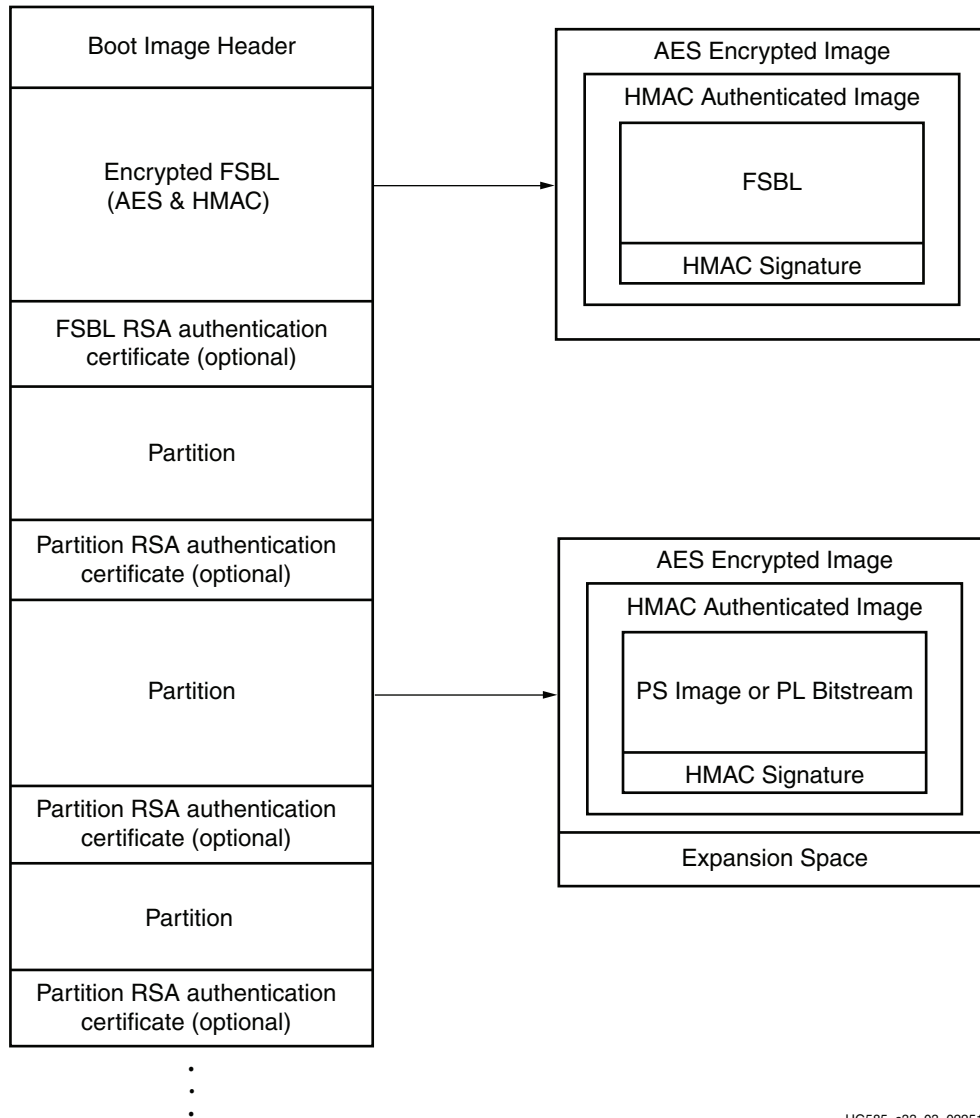 Boot Image Header
Encrypted FSBL
(AES & HMAC)
FSBL RSA authentication
certificate (optional)
Partition
Partition RSA authentication
certificate (optional)
Partition
Partition RSA authentication
certificate (optional)
Partition
Partition RSA authentication
certificate (optional)
AES Encrypted Image
HMAC Authenticated Image
FSBL
HMAC Signature
AES Encrypted Image
HMAC Authenticated Image
PS Image or PL Bitstream
HMAC Signature
Expansion Space